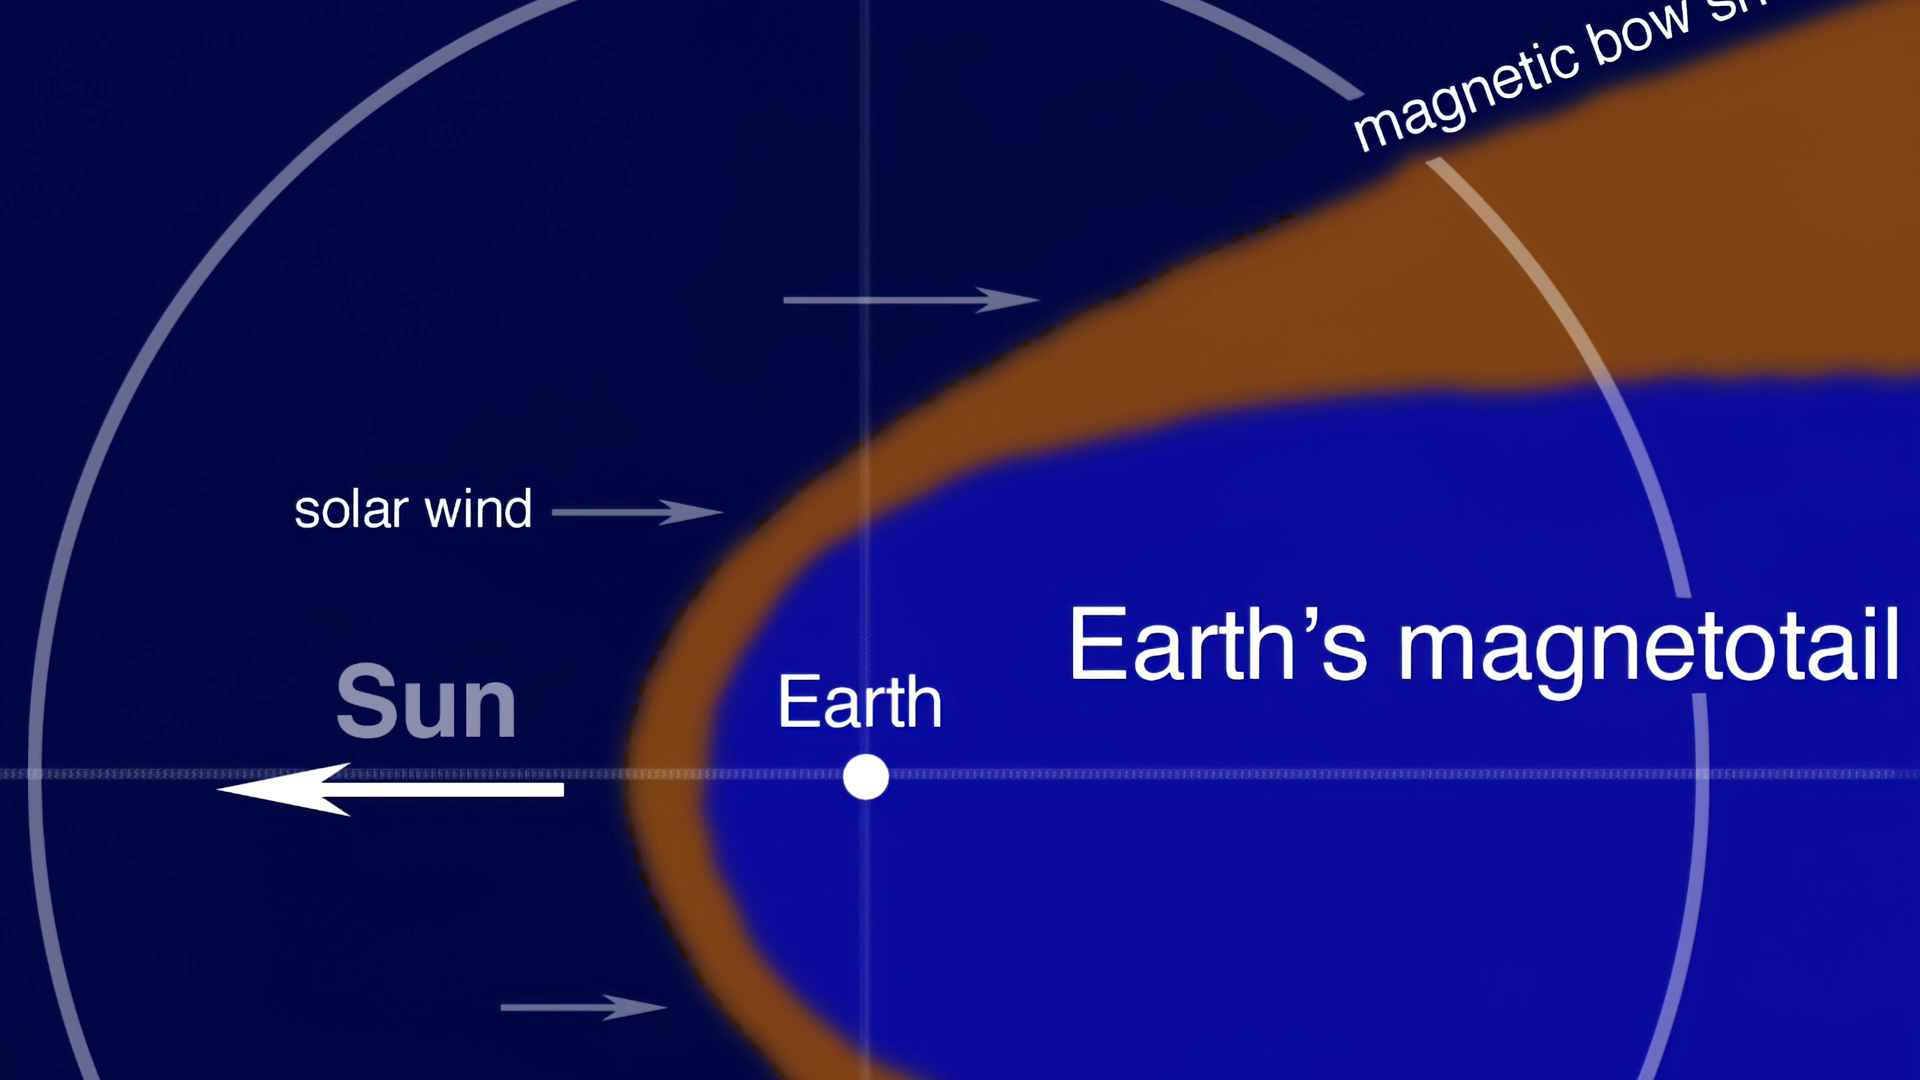 magnetic bow
solar wind
Sun
Earth
Earth’s magnetotail